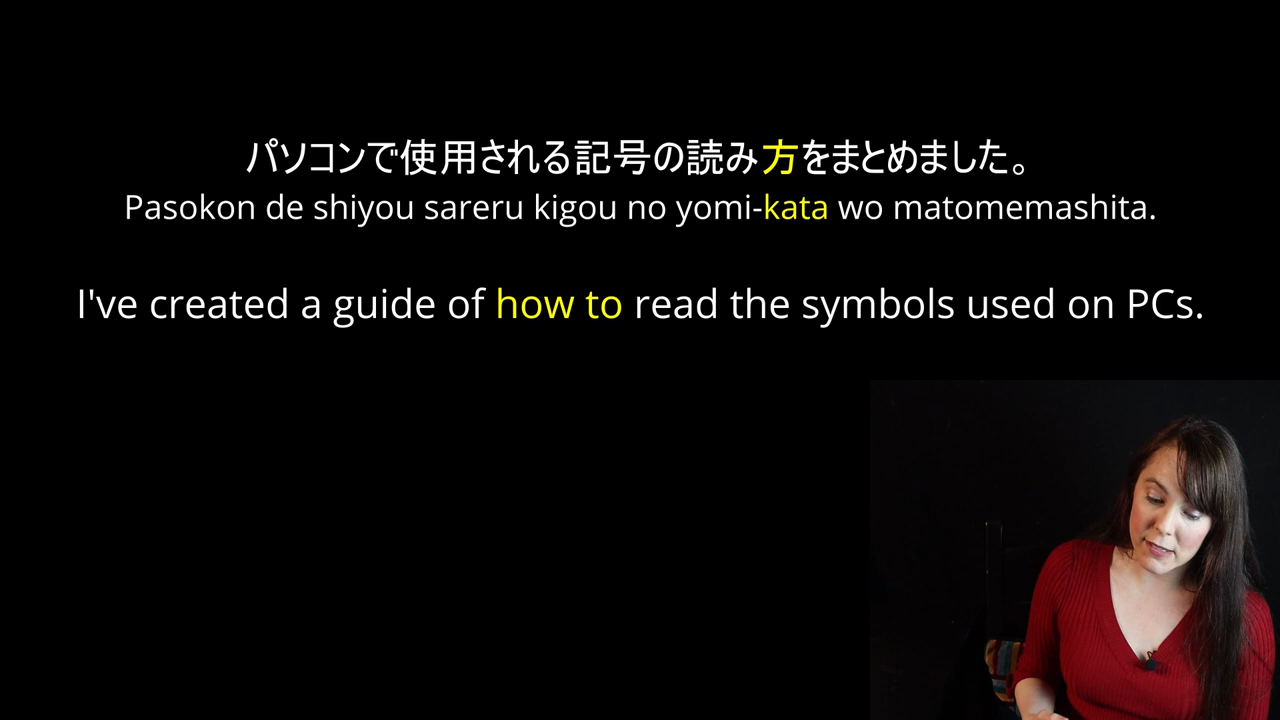 パソコンで使用される記号の読み方をまとめました。
Pasokon de shiyou sareru kigou no yomi-kata wo matomemashita.
I've created a guide of how to read the symbols used on PCs.